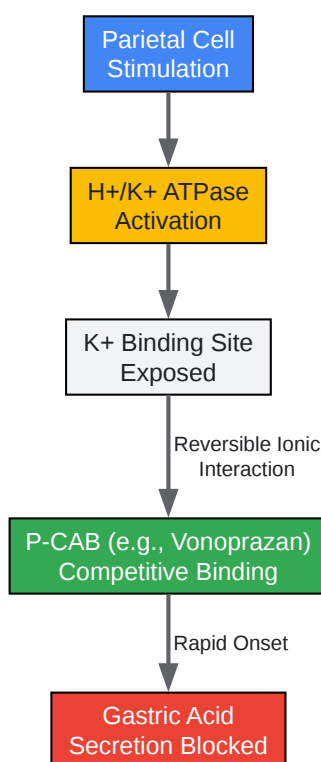 Parietal Cell
Stimulation
H+/K+ ATPase
Activation
K+ Binding Site
Exposed
Reversible Ionic
Interaction
P-CAB (e.g., Vonoprazan)
Competitive Binding
Rapid Onset
Gastric Acid
Secretion Blocked